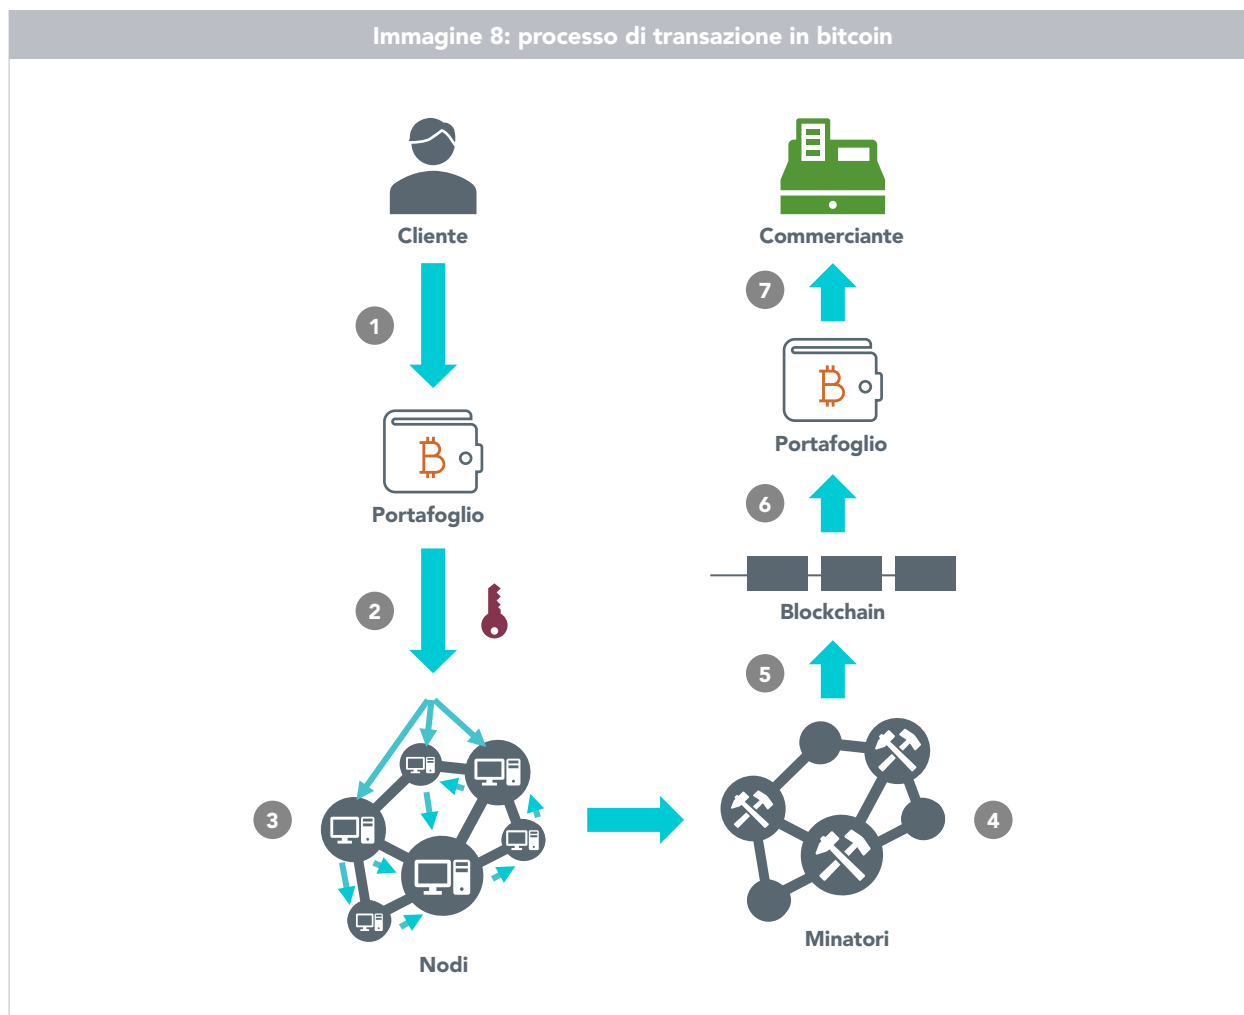 Immagine 8: processo di transazione in bitcoin
Cliente
1
Portafoglio
2
3
Nodi
4
Minatori
5
Blockchain
6
Portafoglio
7
Commerciante